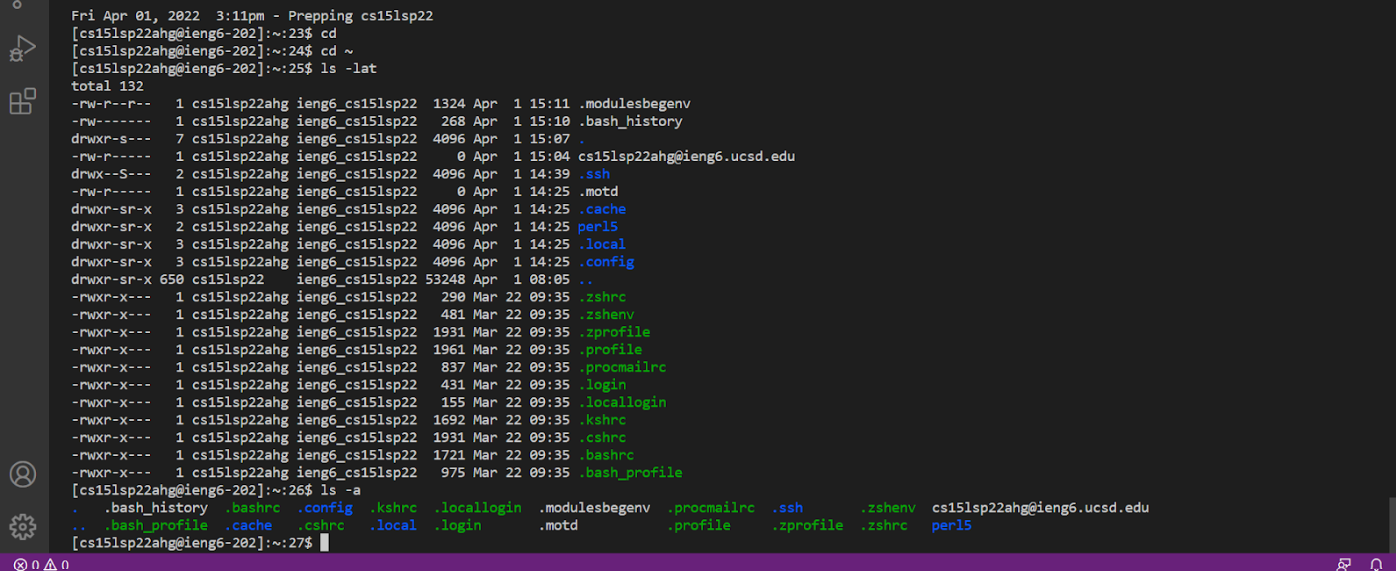 Fri Apr 01, 2022  3:11pm - Prepping cs15lsp22
[cs15lsp22ahg@ieng6-202]:~:23$ cd
[cs15lsp22ahg@ieng6-202]:~:24$ cd ~
[cs15lsp22ahg@ieng6-202]:~:25$ ls -lat
total 132
-rw-r--r--   1 cs15lsp22ahg ieng6_cs15lsp22  1324 Apr  1 15:11 .modulesbegenv
-rw-------   1 cs15lsp22ahg ieng6_cs15lsp22   268 Apr  1 15:10 .bash_history
drwxr-s---   7 cs15lsp22ahg ieng6_cs15lsp22  4096 Apr  1 15:07 .
-rw-r-----   1 cs15lsp22ahg ieng6_cs15lsp22     0 Apr  1 15:04 cs15lsp22ahg@ieng6.ucsd.edu
drwx--S---   2 cs15lsp22ahg ieng6_cs15lsp22  4096 Apr  1 14:39 .ssh
-rw-r-----   1 cs15lsp22ahg ieng6_cs15lsp22     0 Apr  1 14:25 .motd
drwxr-sr-x   3 cs15lsp22ahg ieng6_cs15lsp22  4096 Apr  1 14:25 .cache
drwxr-sr-x   2 cs15lsp22ahg ieng6_cs15lsp22  4096 Apr  1 14:25 perl5
drwxr-sr-x   3 cs15lsp22ahg ieng6_cs15lsp22  4096 Apr  1 14:25 .local
drwxr-sr-x   3 cs15lsp22ahg ieng6_cs15lsp22  4096 Apr  1 14:25 .config
drwxr-sr-x 650 cs15lsp22    ieng6_cs15lsp22 53248 Apr  1 08:05 ..
-rwxr-x---   1 cs15lsp22ahg ieng6_cs15lsp22   290 Mar 22 09:35 .zshrc
-rwxr-x---   1 cs15lsp22ahg ieng6_cs15lsp22   481 Mar 22 09:35 .zshenv
-rwxr-x---   1 cs15lsp22ahg ieng6_cs15lsp22  1931 Mar 22 09:35 .zprofile
-rwxr-x---   1 cs15lsp22ahg ieng6_cs15lsp22  1961 Mar 22 09:35 .profile
-rwxr-x---   1 cs15lsp22ahg ieng6_cs15lsp22   837 Mar 22 09:35 .procmailrc
-rwxr-x---   1 cs15lsp22ahg ieng6_cs15lsp22   431 Mar 22 09:35 .login
-rwxr-x---   1 cs15lsp22ahg ieng6_cs15lsp22   155 Mar 22 09:35 .locallogin
-rwxr-x---   1 cs15lsp22ahg ieng6_cs15lsp22  1692 Mar 22 09:35 .kshrc
-rwxr-x---   1 cs15lsp22ahg ieng6_cs15lsp22  1931 Mar 22 09:35 .cshrc
-rwxr-x---   1 cs15lsp22ahg ieng6_cs15lsp22  1721 Mar 22 09:35 .bashrc
-rwxr-x---   1 cs15lsp22ahg ieng6_cs15lsp22   975 Mar 22 09:35 .bash_profile
[cs15lsp22ahg@ieng6-202]:~:26$ ls -a
.   .bash_history  .bashrc  .config  .kshrc  .locallogin  .modulesbegenv  .procmailrc  .ssh       .zshenv  cs15lsp22ahg@ieng6.ucsd.edu
..  .bash_profile  .cache   .cshrc   .local  .login       .motd           .profile     .zprofile  .zshrc   perl5
[cs15lsp22ahg@ieng6-202]:~:27$
0 0